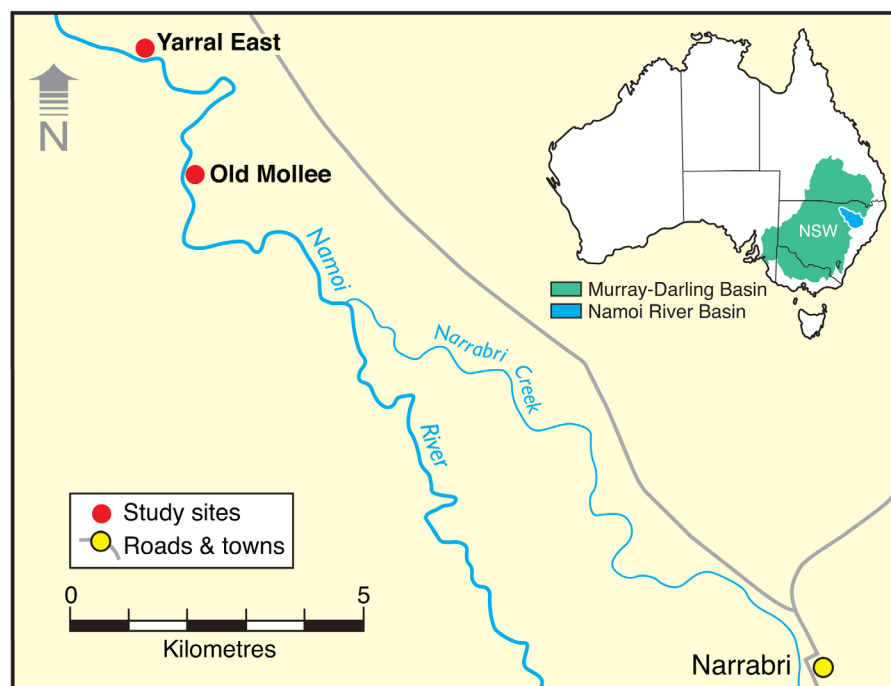 Yarral East
N
Old Mollee
NSW
Murray-Darling Basin
Namoi River Basin
Namoi
River
Narrabri
Creek
Study sites
Roads & towns
0 5
Kilometres
Narrabri